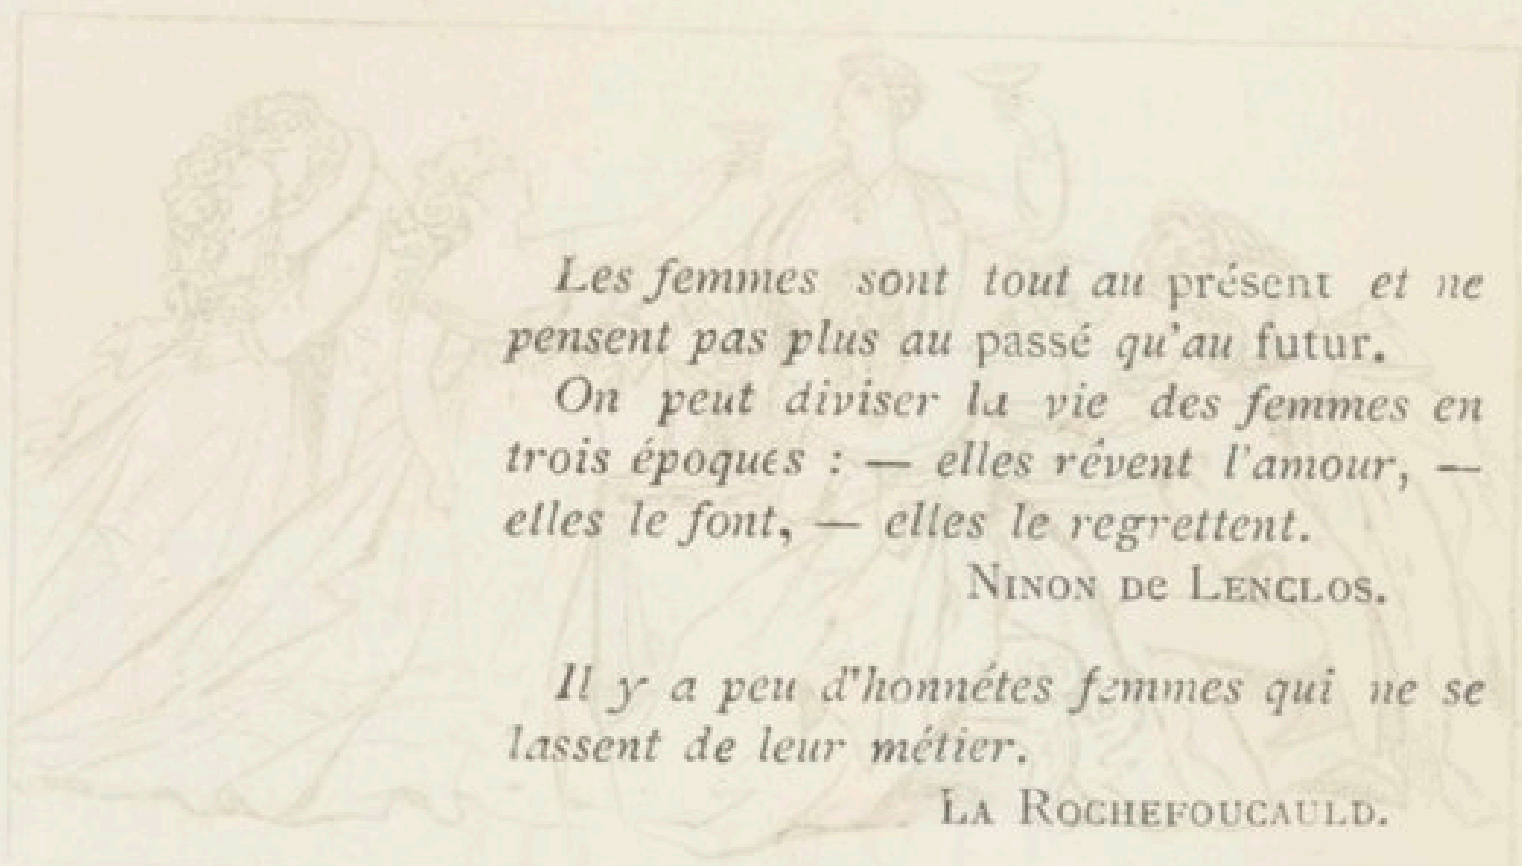 Les femmes sont tout au présent et ne
pensent pas plus au passé qu'au futur.
On peut diviser la vie des femmes en
trois époques : — elles rêvent l'amour, —
elles le font, — elles le regrettent.
NINON DE LENCLOS.
Il y a peu d'honnêtes femmes qui ne se
lassent de leur métier.
LA ROCHEFOUCAULD.